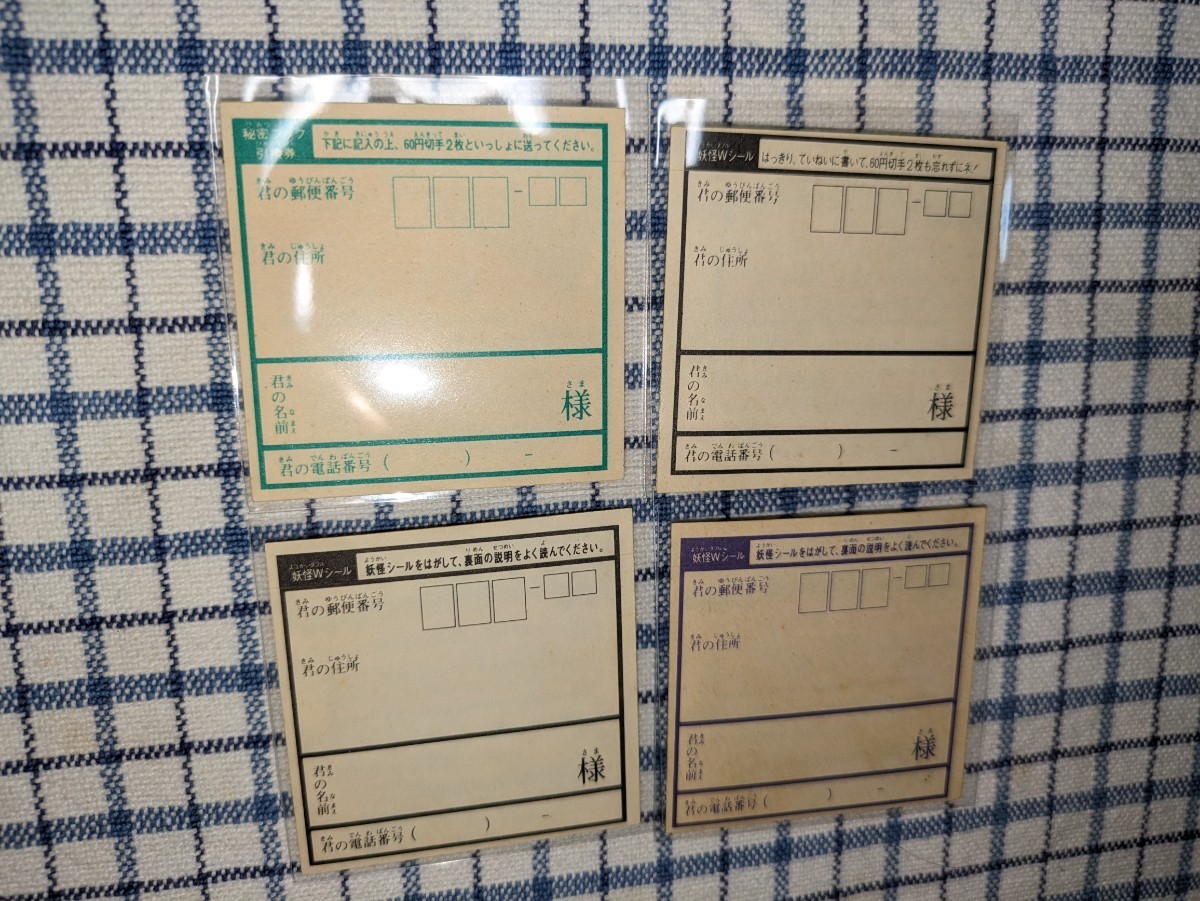 秘密
引換券
下記に記入の上、60円切手2枚といっしょに送ってください。
君の郵便番号
君の住所
君の名前
様
君の電話番号( ) −
妖怪Wシール
はっきり、ていねいに書いて、60円切手2枚も忘れずにネ!
君の郵便番号
君の住所
君の名前
様
君の電話番号( ) −
妖怪Wシール
妖怪シールをはがして、裏面の説明をよく読んでください。
君の郵便番号
君の住所
君の名前
様
君の電話番号( ) −
妖怪Wシール
妖怪シールをはがして、裏面の説明をよく読んでください。
君の郵便番号
君の住所
君の名前
様
君の電話番号( ) −